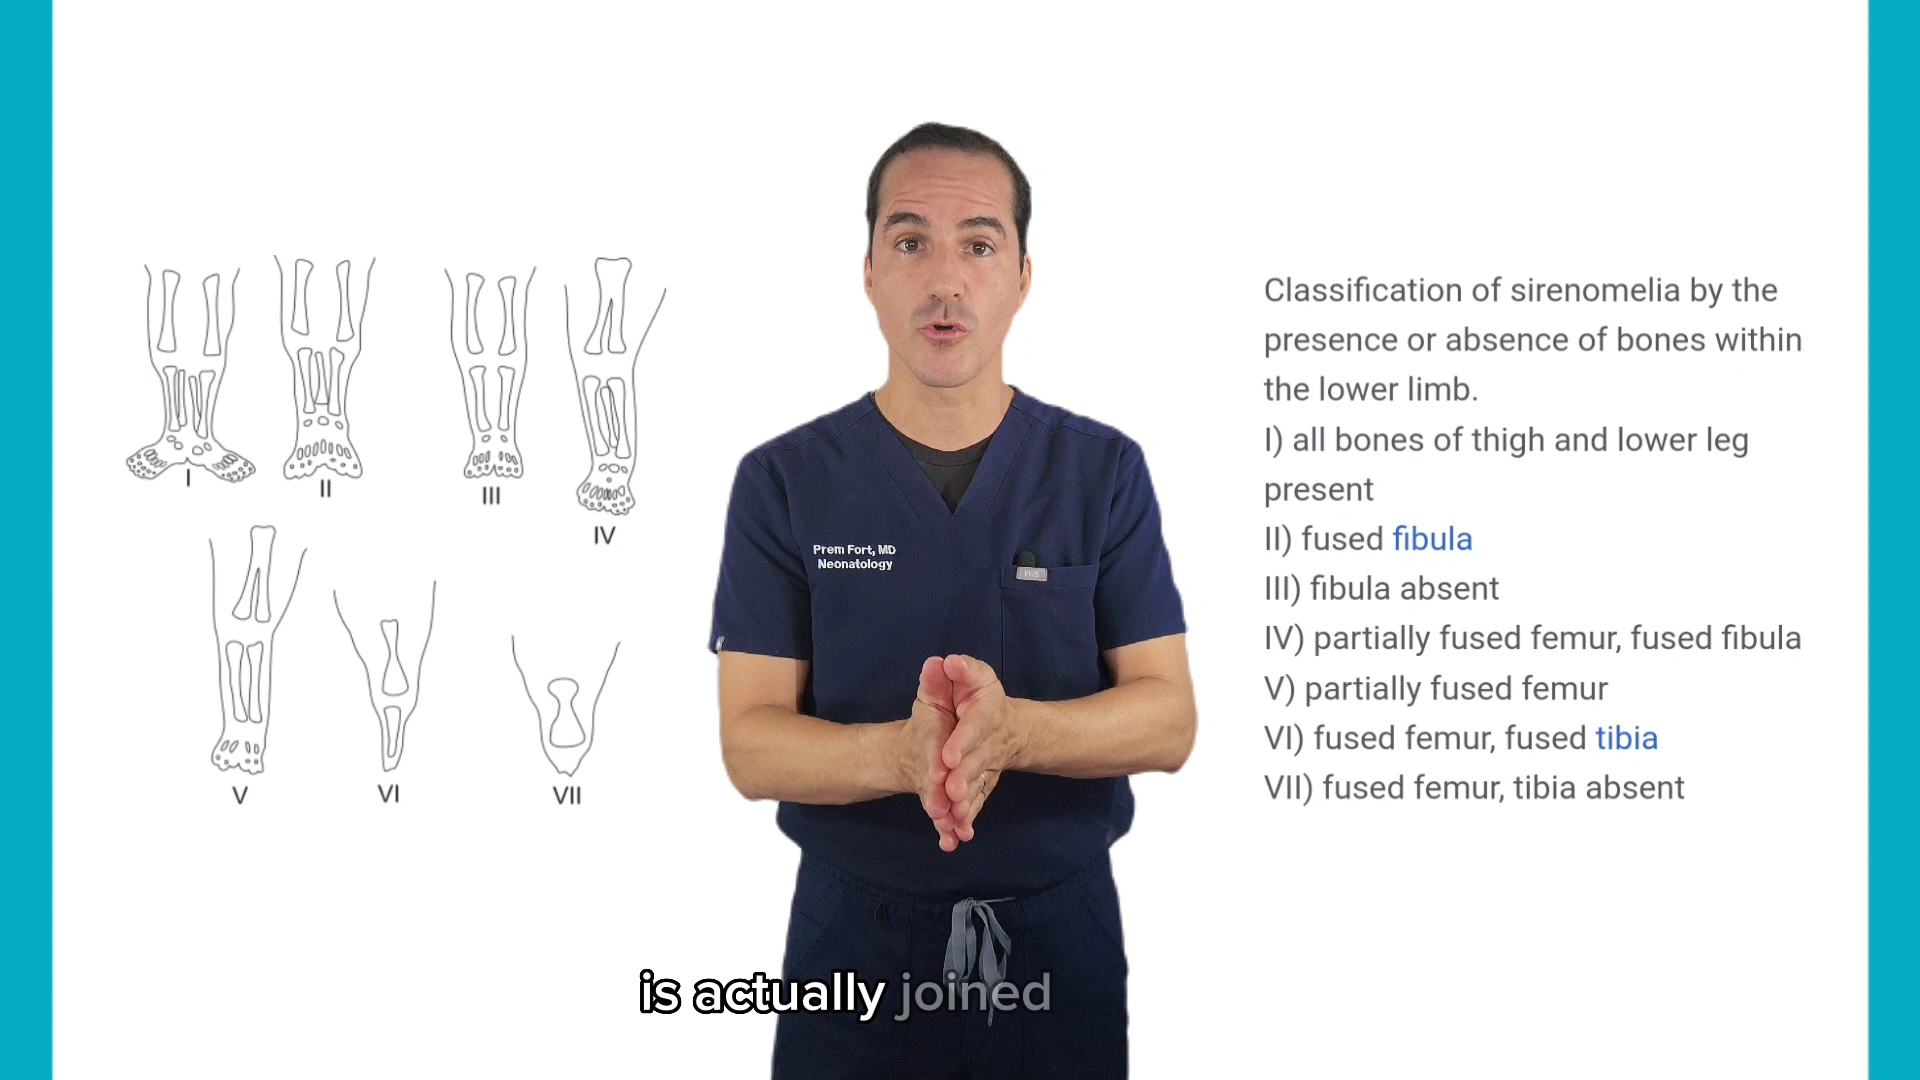 I
II
III
IV
V
VI
VII
Prem Fort, MD
Neonatology
FIGS
Classification of sirenomelia by the
presence or absence of bones within
the lower limb.
I) all bones of thigh and lower leg
present
II) fused fibula
III) fibula absent
IV) partially fused femur, fused fibula
V) partially fused femur
VI) fused femur, fused tibia
VII) fused femur, tibia absent
is actually joined